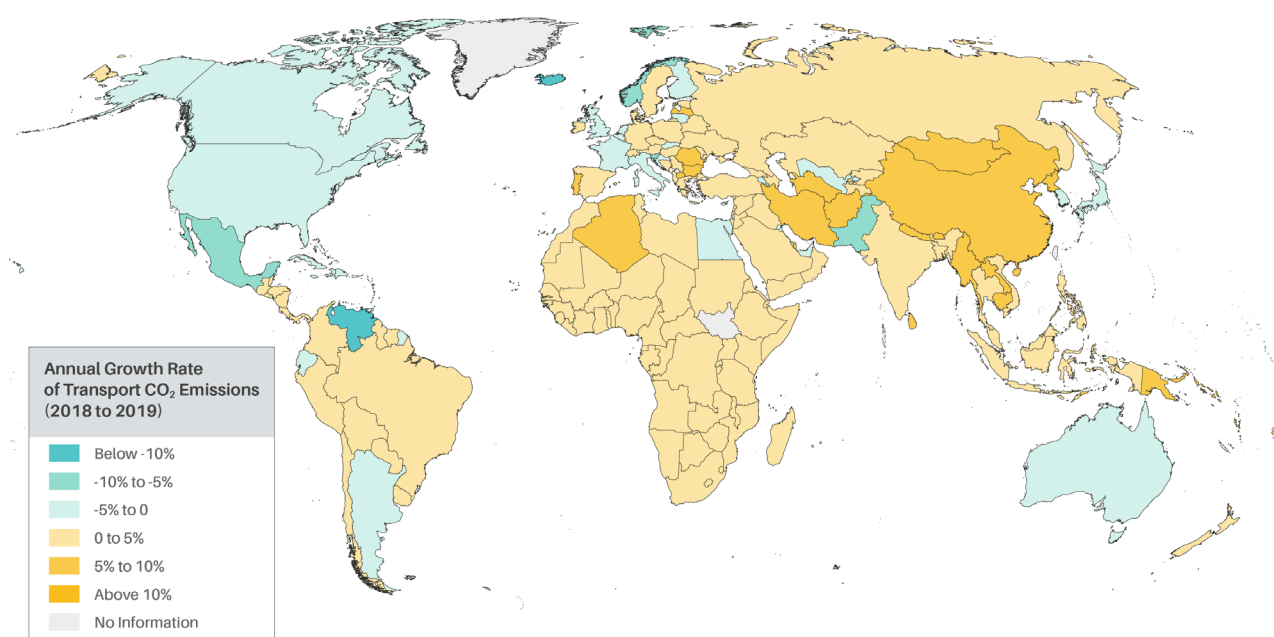 Annual Growth Rate
of Transport CO₂ Emissions
(2018 to 2019)
Below -10%
-10% to -5%
-5% to 0
0 to 5%
5% to 10%
Above 10%
No Information